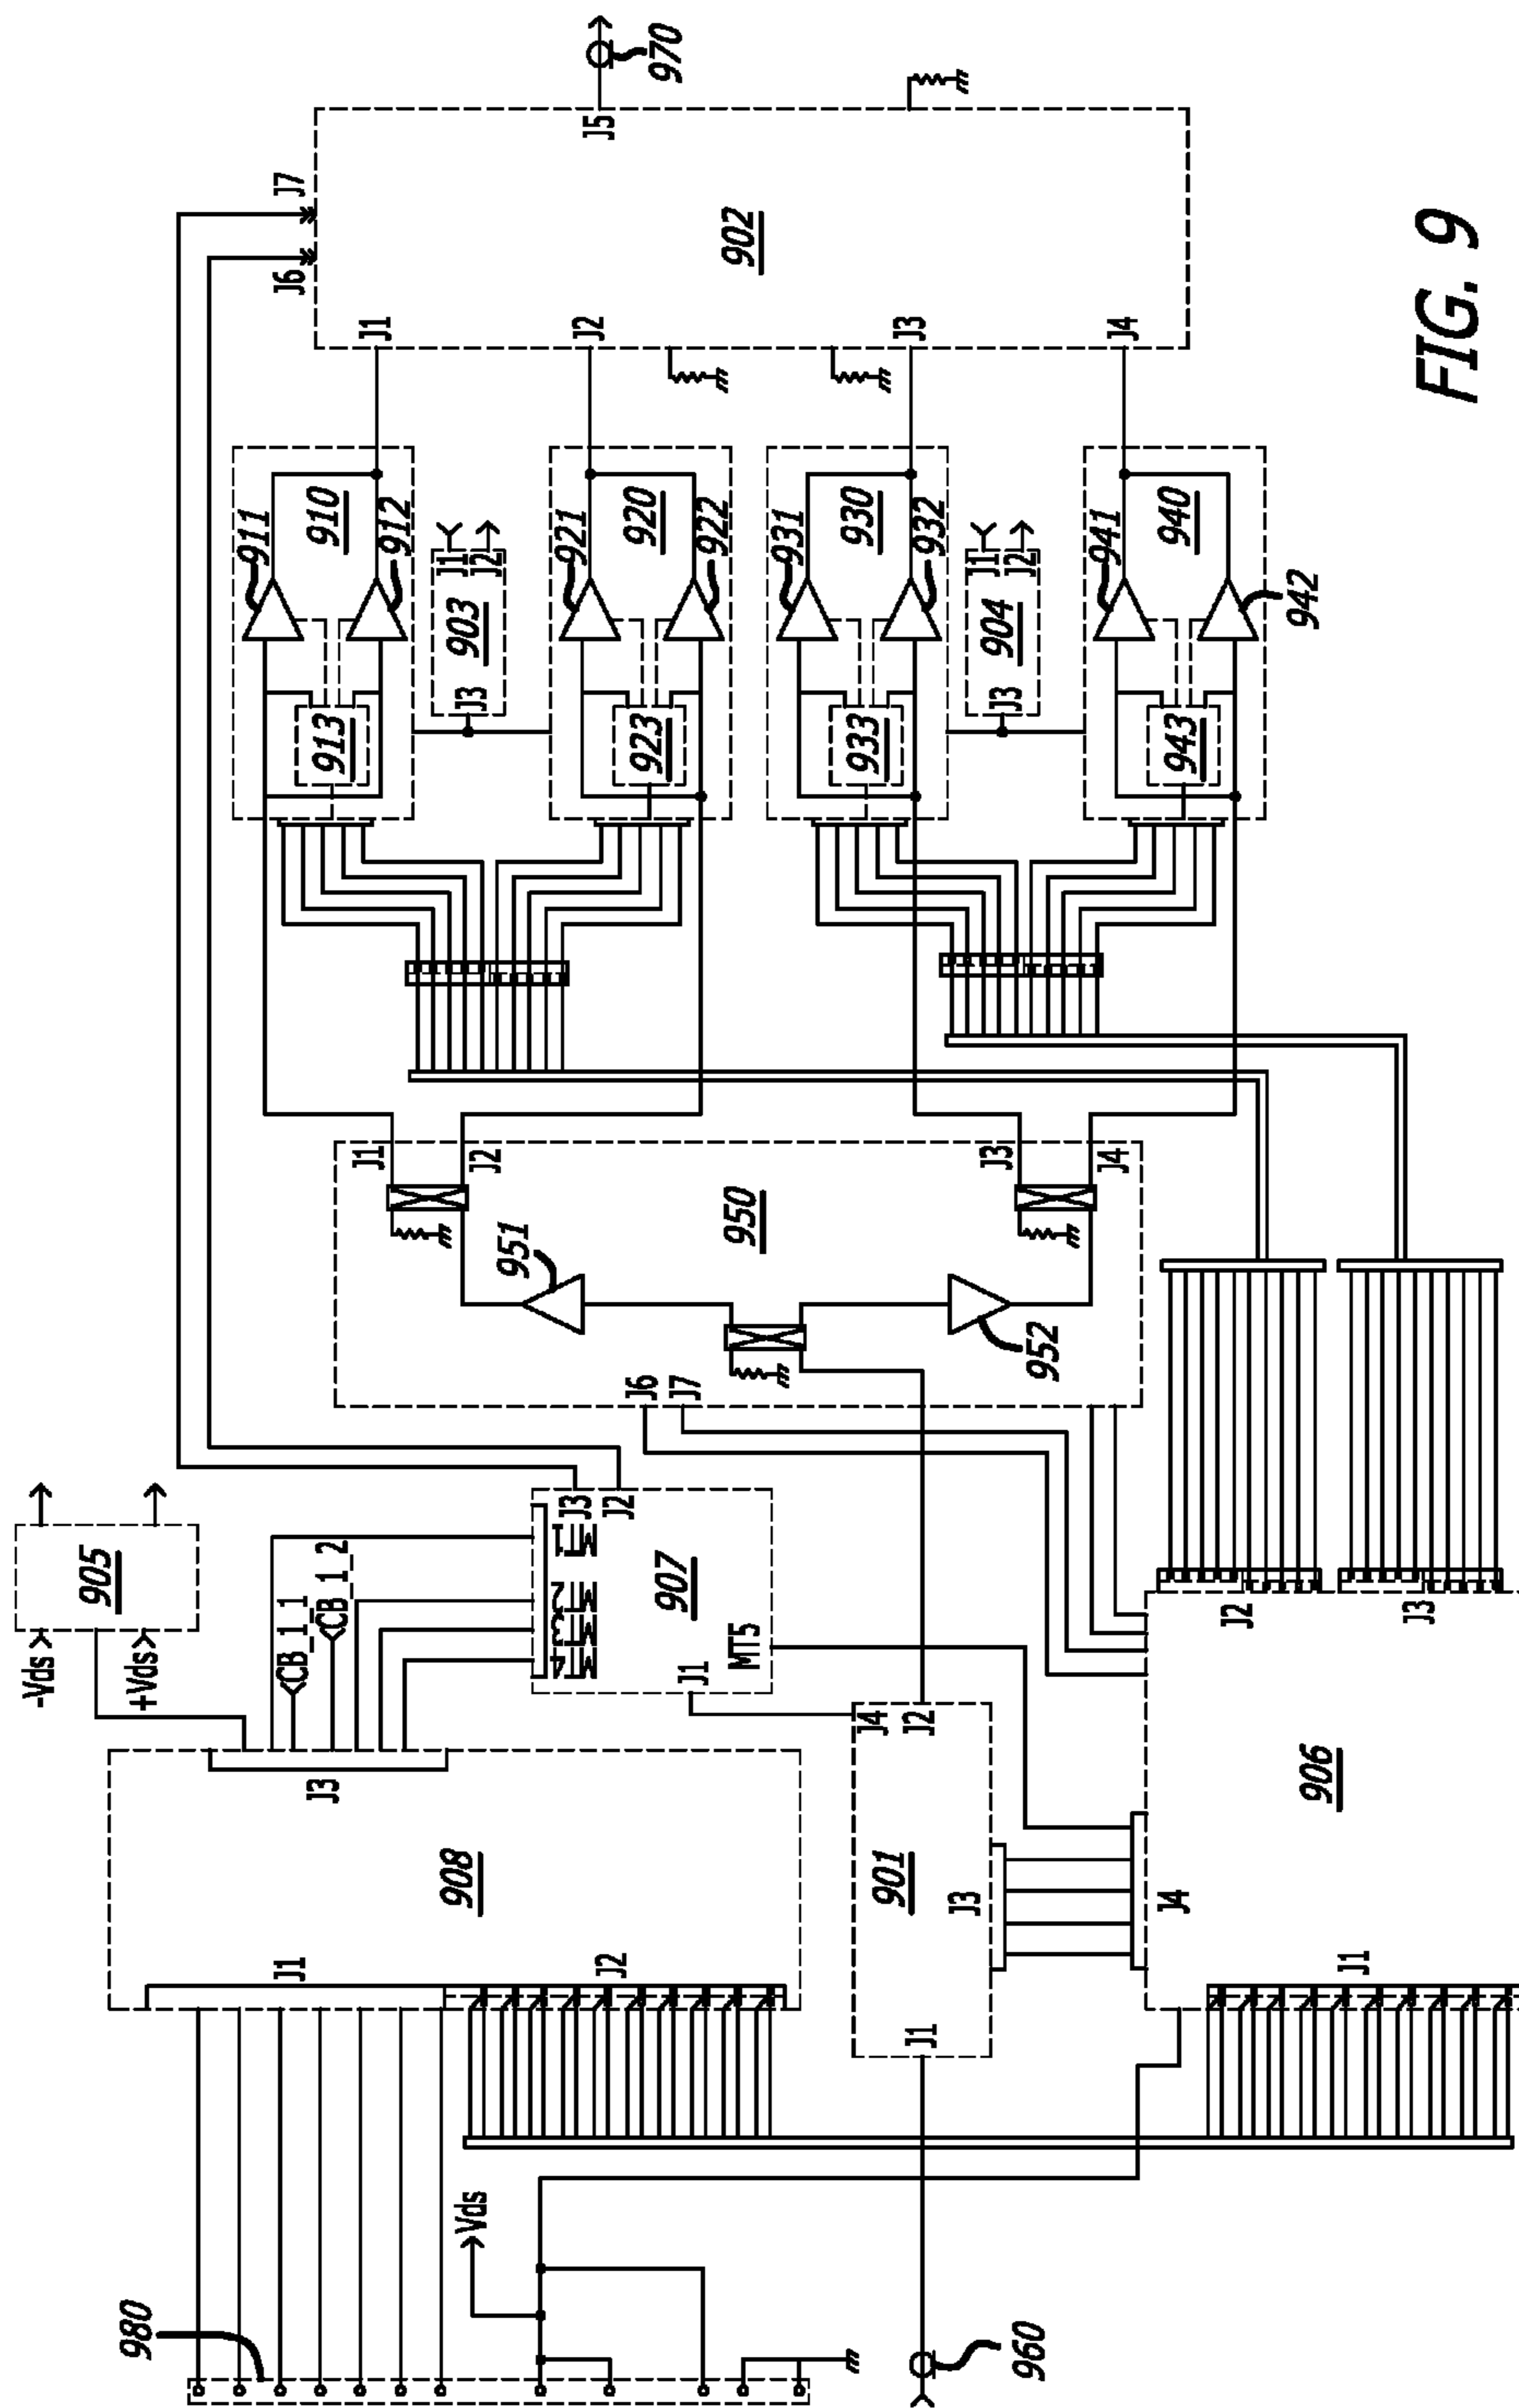 980
Vds
960
J1
J2
908
J3
-Vds
+Vds
905
CB_1_1
CB_1_2
MT4
MT3
MT2
MT1
J3
J2
907
J1
MT5
J1
901
J4
J2
J3
J1
J4
906
J2
J3
J6
J7
950
951
952
J1
J2
J3
J4
911
910
912
913
J1
J2
903
J3
921
920
922
923
931
930
932
933
J1
J2
904
J3
941
940
942
943
J6
J7
J1
J2
J3
J4
902
J5
970
FIG. 9